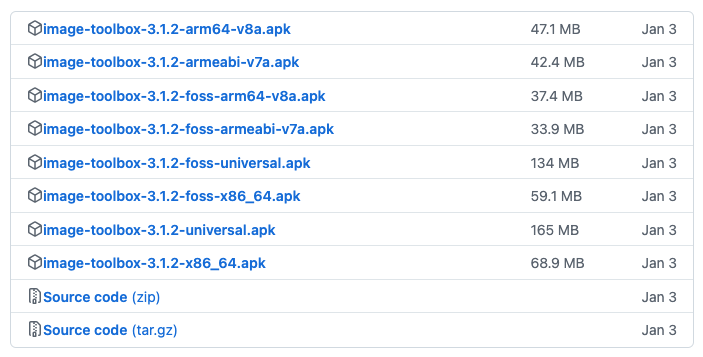 image-toolbox-3.1.2-arm64-v8a.apk 47.1 MB Jan 3
image-toolbox-3.1.2-armeabi-v7a.apk 42.4 MB Jan 3
image-toolbox-3.1.2-foss-arm64-v8a.apk 37.4 MB Jan 3
image-toolbox-3.1.2-foss-armeabi-v7a.apk 33.9 MB Jan 3
image-toolbox-3.1.2-foss-universal.apk 134 MB Jan 3
image-toolbox-3.1.2-foss-x86_64.apk 59.1 MB Jan 3
image-toolbox-3.1.2-universal.apk 165 MB Jan 3
image-toolbox-3.1.2-x86_64.apk 68.9 MB Jan 3
Source code (zip) Jan 3
Source code (tar.gz) Jan 3